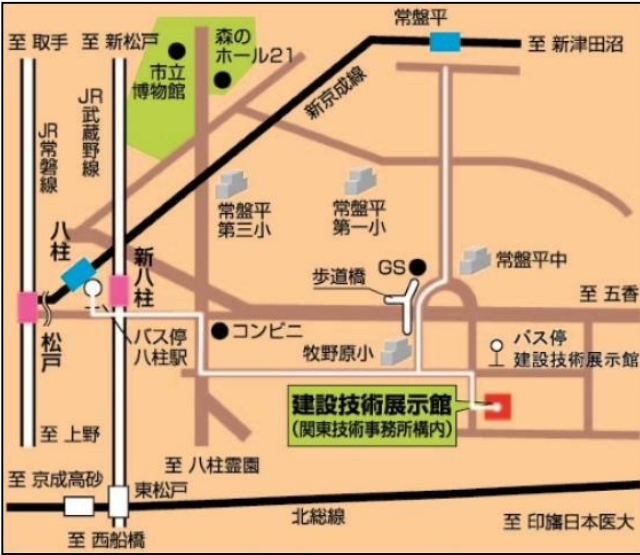 常盤平
至 取手
至 新松戸
森の
ホール21
市立
博物館
至 新津田沼
新京成線
JR常磐線
JR武蔵野線
常盤平
第三小
常盤平
第一小
八柱
新八柱
GS
常盤平中
歩道橋
至 五香
松戸
バス停
八柱駅
コンビニ
牧野原小
バス停
建設技術展示館
建設技術展示館
(関東技術事務所構内)
至 上野
至 八柱霊園
至 京成高砂
東松戸
北総線
至 印旛日本医大
至 西船橋